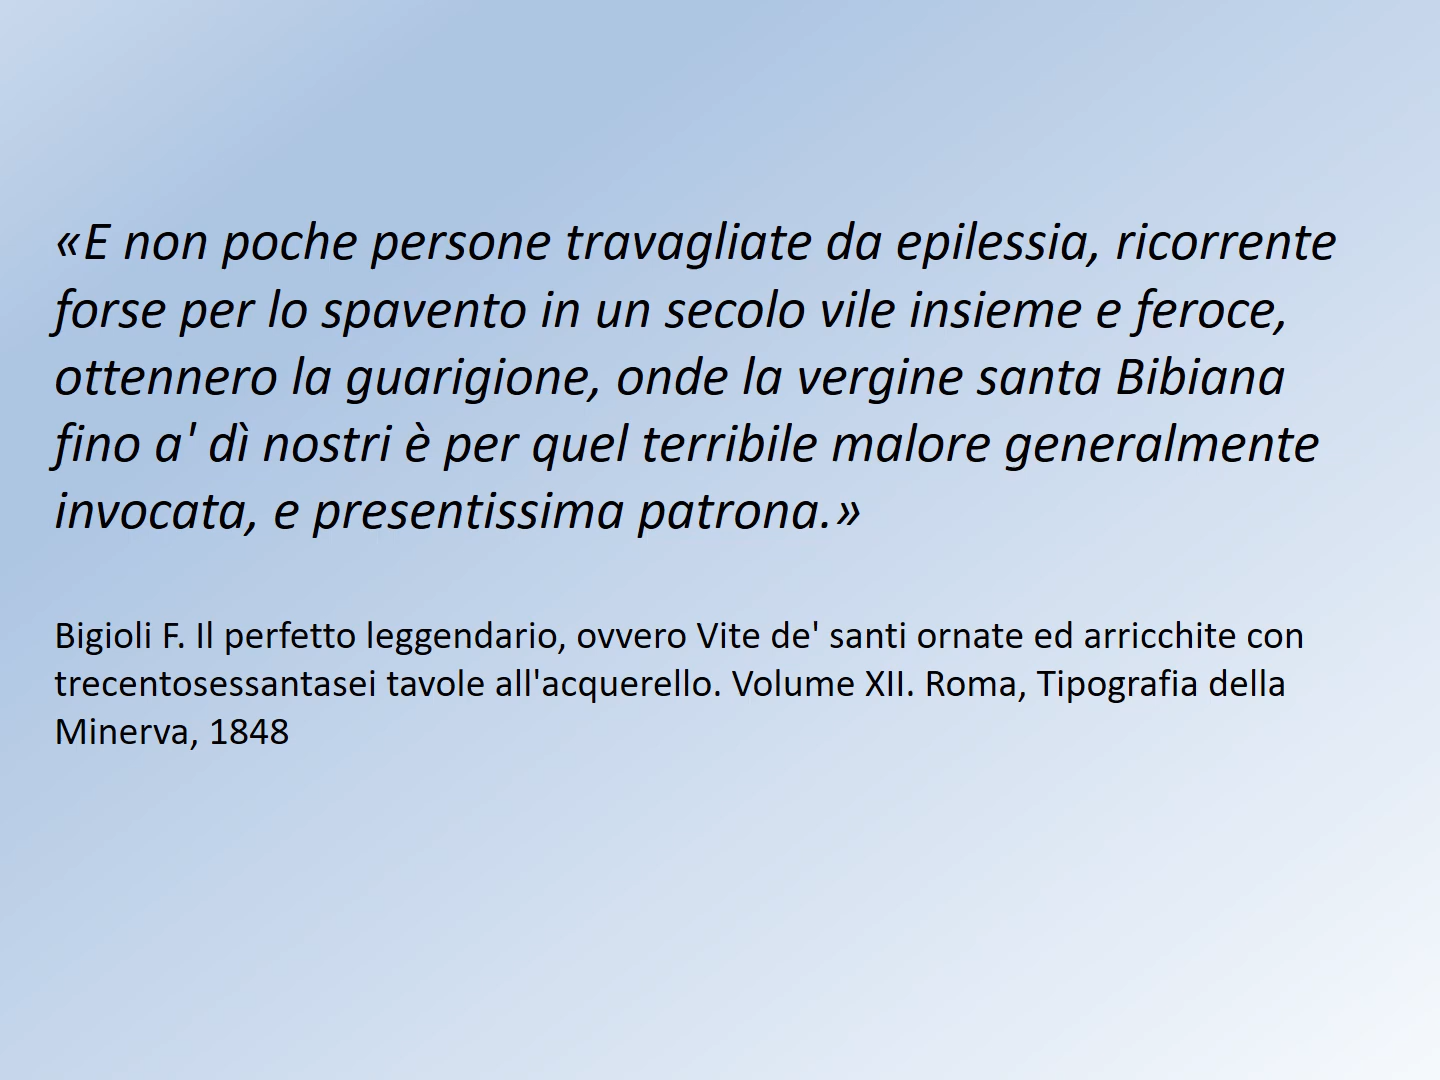 «E non poche persone travagliate da epilessia, ricorrente
forse per lo spavento in un secolo vile insieme e feroce,
ottennero la guarigione, onde la vergine santa Bibiana
fino a' dì nostri è per quel terribile malore generalmente
invocata, e presentissima patrona.»
Bigioli F. Il perfetto leggendario, ovvero Vite de' santi ornate ed arricchite con
trecentosessantasei tavole all'acquerello. Volume XII. Roma, Tipografia della
Minerva, 1848